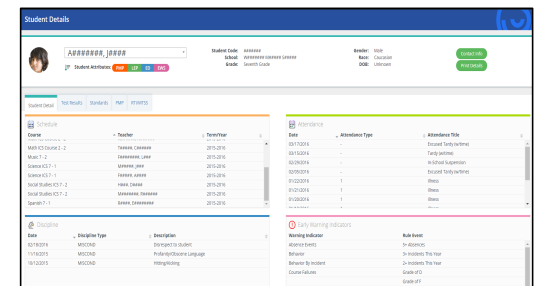 Student Details
A#######, J####
Student Attributes: PMP LEP ED EWS
Student Code: ######
School: W####### M##### S#####
Grade: Seventh Grade
Gender: Male
Race: Caucasian
DOB: Unknown
Contact Info
Print Details
Student Detail Test Results Standards PMP RTI/MTSS
Schedule
Course Teacher Term/Year
Math ICS Course 2 - 2 T####, C###### 2015-2016
Music 7 - 2 T#########, L### 2015-2016
Science ICS 7 - 1 M#####, J### 2015-2016
Science ICS 7 - 1 T#####, A#### 2015-2016
Social Studies ICS 7 - 2 H###, D#### 2015-2016
Social Studies ICS 7 - 2 2015-2016
Spanish 7 - 1 2015-2016
Attendance
Date Attendance Type Attendance Title
03/17/2016 - Excused Tardy (w/time)
03/15/2016 - Tardy (w/time)
02/29/2016 - In School Suspension
02/09/2016 - Excused Tardy (w/time)
01/22/2016 1 Illness
01/21/2016 1 Illness
01/20/2016 1 Illness
Discipline
Date Discipline Type Description
02/19/2016 MISCOND Disrespect to student
11/16/2015 MISCOND Profanity/Obscene Language
10/12/2015 MISCOND Hitting/Kicking
Early Warning Indicators
Warning Indicator Rule Event
Absence Events 5+ Absences
Behavior 3+ Incidents This Year
Behavior By Incident 2+ Incidents This Year
Course Failures Grade of D
Grade of F